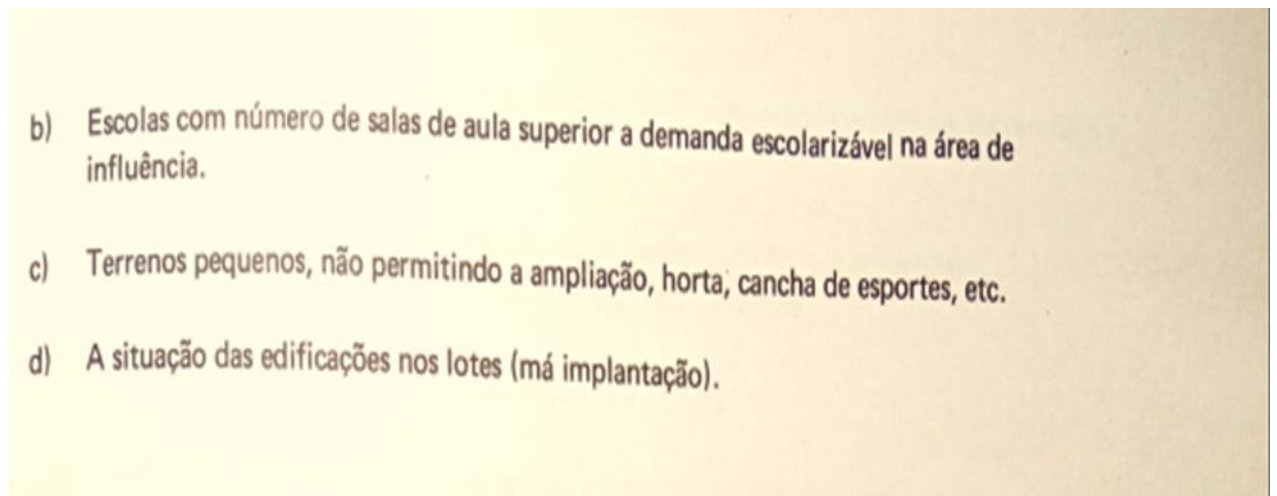 b) Escolas com número de salas de aula superior a demanda escolarizável na área de
influência.
c) Terrenos pequenos, não permitindo a ampliação, horta, cancha de esportes, etc.
d) A situação das edificações nos lotes (má implantação).